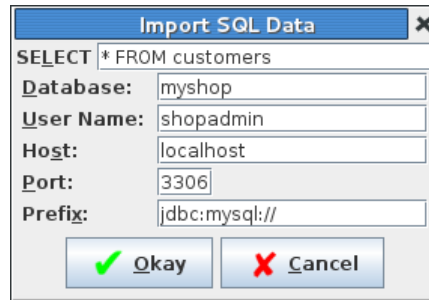 Import SQL Data
SELECT * FROM customers
Database: myshop
User Name: shopadmin
Host: localhost
Port: 3306
Prefix: jdbc:mysql://
Okay Cancel